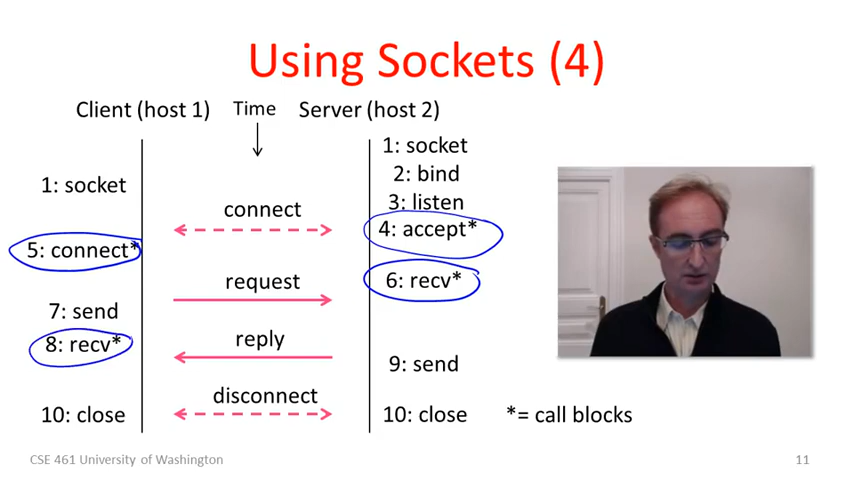 Using Sockets (4)
Client (host 1)
Time
Server (host 2)
1: socket
1: socket
2: bind
3: listen
connect
4: accept*
5: connect*
request
6: recv*
7: send
8: recv*
reply
9: send
disconnect
10: close
10: close
*= call blocks
CSE 461 University of Washington
11